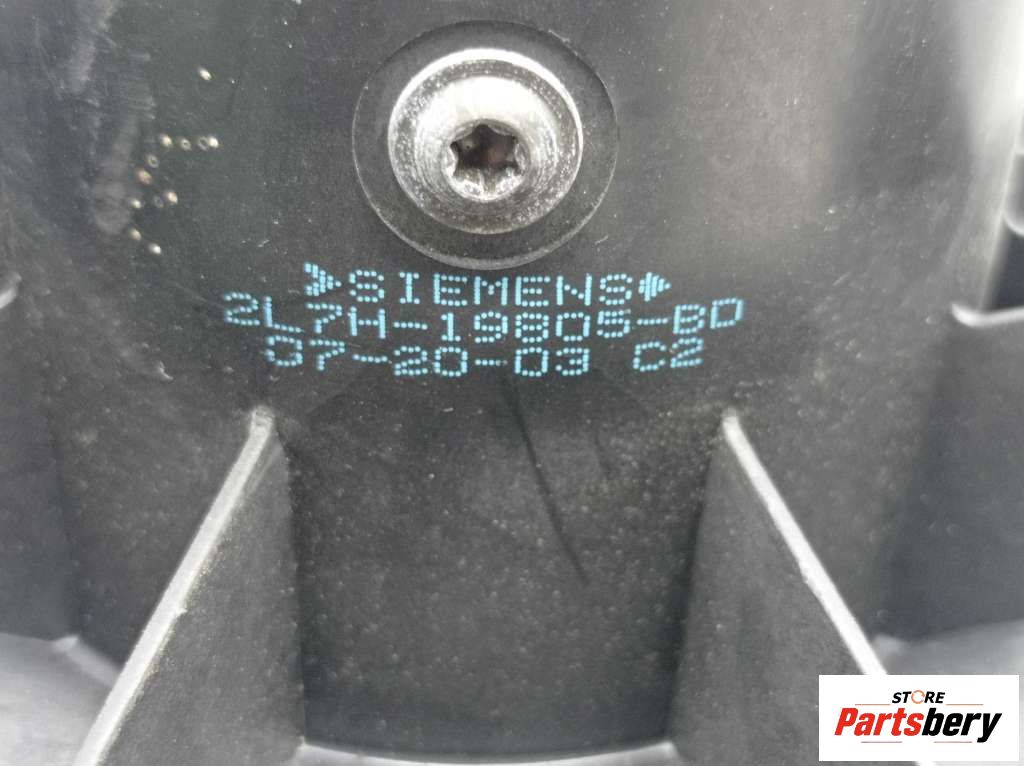 SIEMENS
2L7H-19805-BD
07-20-03 C2
STORE
Partsbery